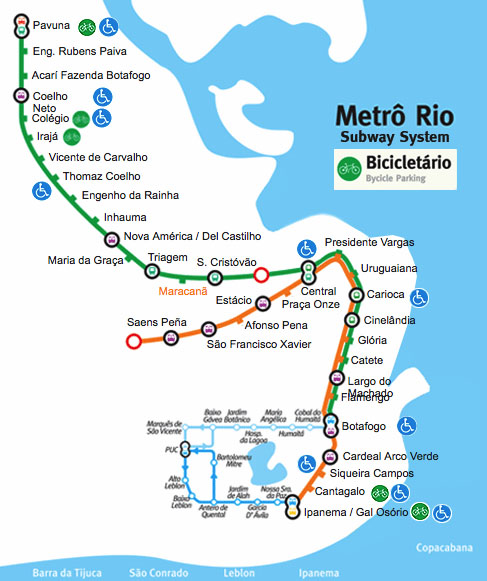 Pavuna
Eng. Rubens Paiva
Acarí Fazenda Botafogo
Coelho
Neto
Colégio
Irajá
Vicente de Carvalho
Thomaz Coelho
Engenho da Rainha
Inhauma
Nova América / Del Castilho
Maria da Graça
Triagem
Maracanã
S. Cristóvão
Metrô Rio
Subway System
Bicicletário
Bycicle Parking
Presidente Vargas
Uruguaiana
Central
Praça Onze
Carioca
Estácio
Cinelândia
Saens Peña
Afonso Pena
São Francisco Xavier
Glória
Catete
Largo do
Machado
Flamengo
Botafogo
Cardeal Arco Verde
Siqueira Campos
Cantagalo
Ipanema / Gal Osório
Marquês de
São Vicente
Baixo
Gávea
Jardim
Botânico
Maria
Angélica
Cobal do
Humaitá
Hosp.
da Lagoa
Humaitá
PUC
Bartolomeu
Mitre
Alto
Leblon
Baixo
Leblon
Antero de
Quental
Jardim
de Alah
Garcia
D'Ávila
Nossa Sra.
da Paz
Copacabana
Barra da Tijuca
São Conrado
Leblon
Ipanema